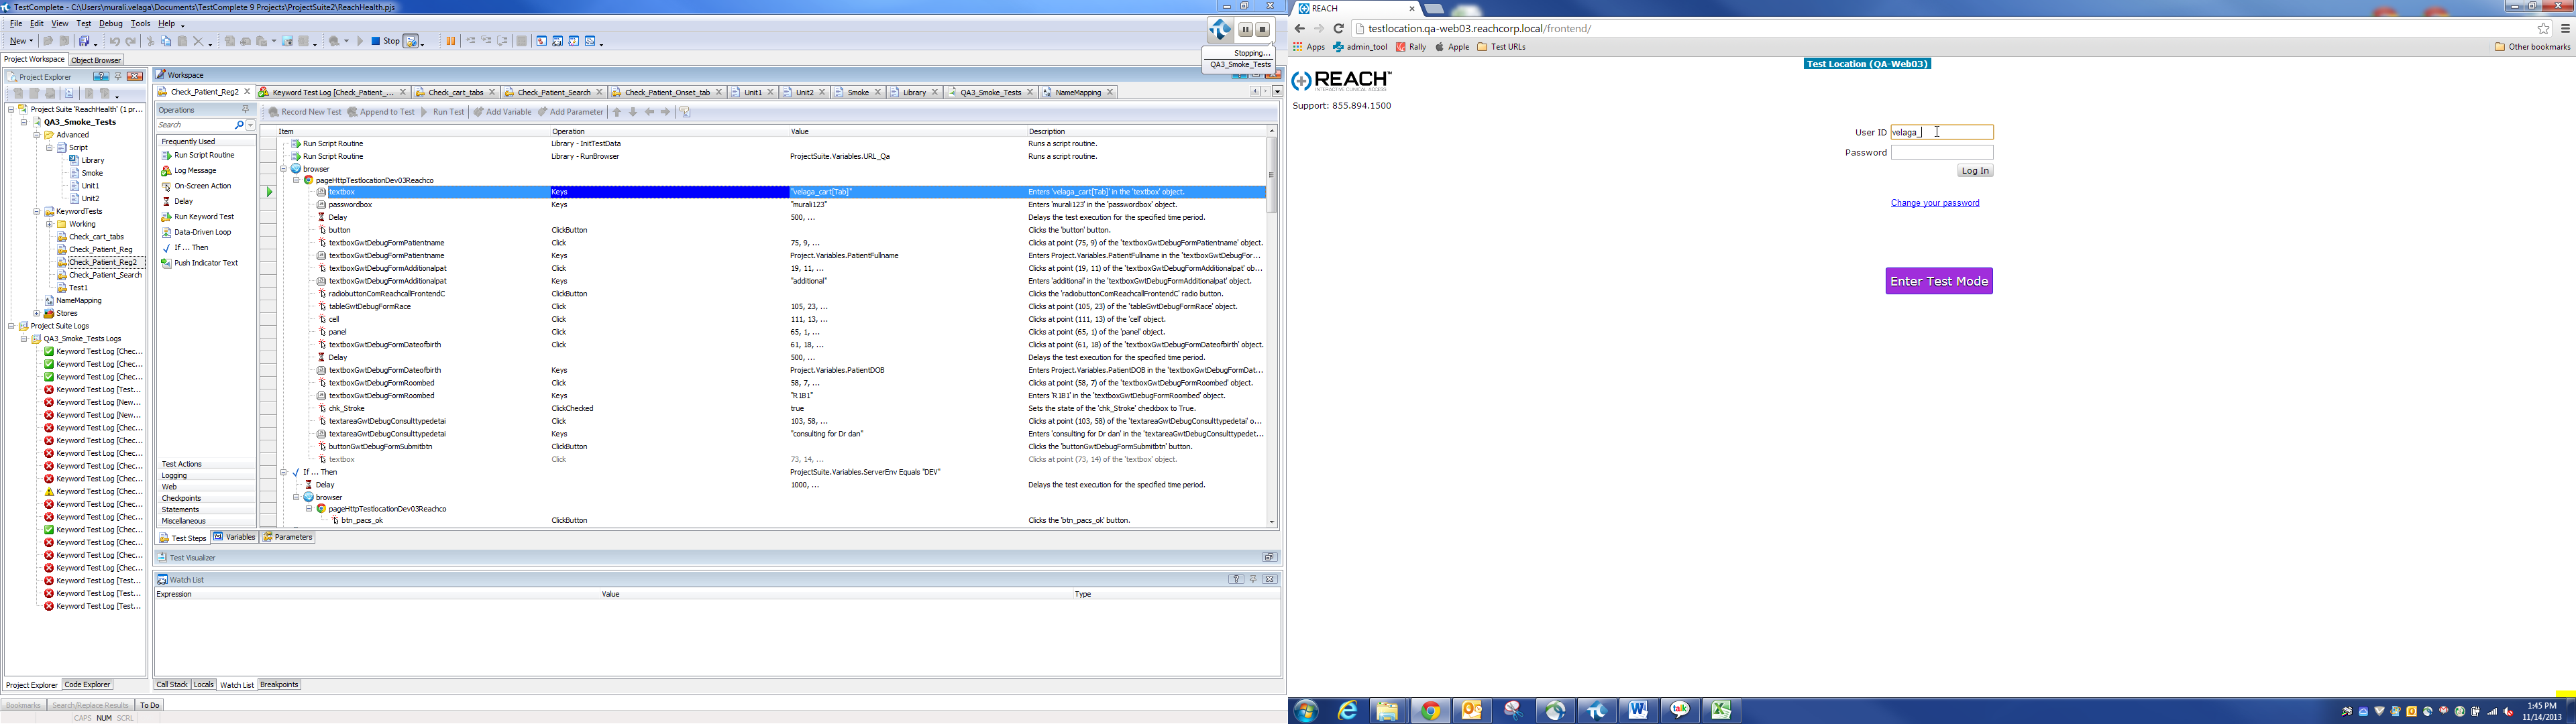 TestComplete - C:\Users\murali.velaga\Documents\TestComplete 9 Projects\ProjectSuite2\ReachHealth.pjs
File Edit View Test Debug Tools Help
New Stop
Stopping...
QA3_Smoke_Tests
Project Workspace Object Browser
Project Explorer
Project Suite 'ReachHealth' (1 pr...
QA3_Smoke_Tests
Advanced
Script
Library
Smoke
Unit1
Unit2
KeywordTests
Working
Check_cart_tabs
Check_Patient_Reg
Check_Patient_Reg2
Check_Patient_Search
Test1
NameMapping
Stores
Project Suite Logs
QA3_Smoke_Tests Logs
Keyword Test Log [Chec...
Keyword Test Log [Chec...
Keyword Test Log [Chec...
Keyword Test Log [Test...
Keyword Test Log [New...
Keyword Test Log [New...
Keyword Test Log [Chec...
Keyword Test Log [Chec...
Keyword Test Log [Chec...
Keyword Test Log [Chec...
Keyword Test Log [Chec...
Keyword Test Log [Chec...
Keyword Test Log [Chec...
Keyword Test Log [Chec...
Keyword Test Log [Chec...
Keyword Test Log [Chec...
Keyword Test Log [Chec...
Keyword Test Log [Chec...
Keyword Test Log [Test...
Keyword Test Log [Test...
Keyword Test Log [Test...
Project Explorer Code Explorer
Workspace
Check_Patient_Reg2 Keyword Test Log [Check_Patient_... Check_cart_tabs Check_Patient_Search Check_Patient_Onset_tab Unit1 Unit2 Smoke Library QA3_Smoke_Tests NameMapping
Operations
Search
Frequently Used
Run Script Routine
Log Message
On-Screen Action
Delay
Run Keyword Test
Data-Driven Loop
If ... Then
Push Indicator Text
Test Actions
Logging
Web
Checkpoints
Statements
Miscellaneous
Record New Test Append to Test Run Test Add Variable Add Parameter
Item Operation Value Description
Run Script Routine Library - InitTestData Runs a script routine.
Run Script Routine Library - RunBrowser ProjectSuite.Variables.URL_Qa Runs a script routine.
browser
pageHttpTestlocationDev03Reachco
textbox Keys "velaga_cart[Tab]" Enters 'velaga_cart[Tab]' in the 'textbox' object.
passwordbox Keys "murali123" Enters 'murali123' in the 'passwordbox' object.
Delay 500, ... Delays the test execution for the specified time period.
button ClickButton Clicks the 'button' button.
textboxGwtDebugFormPatientname Click 75, 9, ... Clicks at point (75, 9) of the 'textboxGwtDebugFormPatientname' object.
textboxGwtDebugFormPatientname Keys Project.Variables.PatientFullname Enters Project.Variables.PatientFullname in the 'textboxGwtDebugFor...
textboxGwtDebugFormAdditionalpat Click 19, 11, ... Clicks at point (19, 11) of the 'textboxGwtDebugFormAdditionalpat' ob...
textboxGwtDebugFormAdditionalpat Keys "additional" Enters 'additional' in the 'textboxGwtDebugFormAdditionalpat' object.
radiobuttonComReachcallFrontendC ClickButton Clicks the 'radiobuttonComReachcallFrontendC' radio button.
tableGwtDebugFormRace Click 105, 23, ... Clicks at point (105, 23) of the 'tableGwtDebugFormRace' object.
cell Click 111, 13, ... Clicks at point (111, 13) of the 'cell' object.
panel Click 65, 1, ... Clicks at point (65, 1) of the 'panel' object.
textboxGwtDebugFormDateofbirth Click 61, 18, ... Clicks at point (61, 18) of the 'textboxGwtDebugFormDateofbirth' object.
Delay 500, ... Delays the test execution for the specified time period.
textboxGwtDebugFormDateofbirth Keys Project.Variables.PatientDOB Enters Project.Variables.PatientDOB in the 'textboxGwtDebugFormDat...
textboxGwtDebugFormRoombed Click 58, 7, ... Clicks at point (58, 7) of the 'textboxGwtDebugFormRoombed' object.
textboxGwtDebugFormRoombed Keys "R1B1" Enters 'R1B1' in the 'textboxGwtDebugFormRoombed' object.
chk_Stroke ClickChecked true Sets the state of the 'chk_Stroke' checkbox to True.
textareaGwtDebugConsulttypedetai Click 103, 58, ... Clicks at point (103, 58) of the 'textareaGwtDebugConsulttypedetai' o...
textareaGwtDebugConsulttypedetai Keys "consulting for Dr dan" Enters 'consulting for Dr dan' in the 'textareaGwtDebugConsulttypedet...
buttonGwtDebugFormSubmitbtn ClickButton Clicks the 'buttonGwtDebugFormSubmitbtn' button.
textbox Click 73, 14, ... Clicks at point (73, 14) of the 'textbox' object.
If ... Then ProjectSuite.Variables.ServerEnv Equals "DEV"
Delay 1000, ... Delays the test execution for the specified time period.
browser
pageHttpTestlocationDev03Reachco
btn_pacs_ok ClickButton Clicks the 'btn_pacs_ok' button.
Test Steps Variables Parameters
Test Visualizer
Watch List
Expression Value Type
Call Stack Locals Watch List Breakpoints
Bookmarks Search/Replace Results To Do
CAPS NUM SCRL
REACH
testlocation.qa-web03.reachcorp.local/frontend/
Apps admin_tool Rally Apple Test URLs Other bookmarks
Test Location (QA-Web03)
REACH™
INTERACTIVE CLINICAL ACCESS
Support: 855.894.1500
User ID velaga_
Password
Log In
Change your password
Enter Test Mode
talk
1:45 PM
11/14/2013